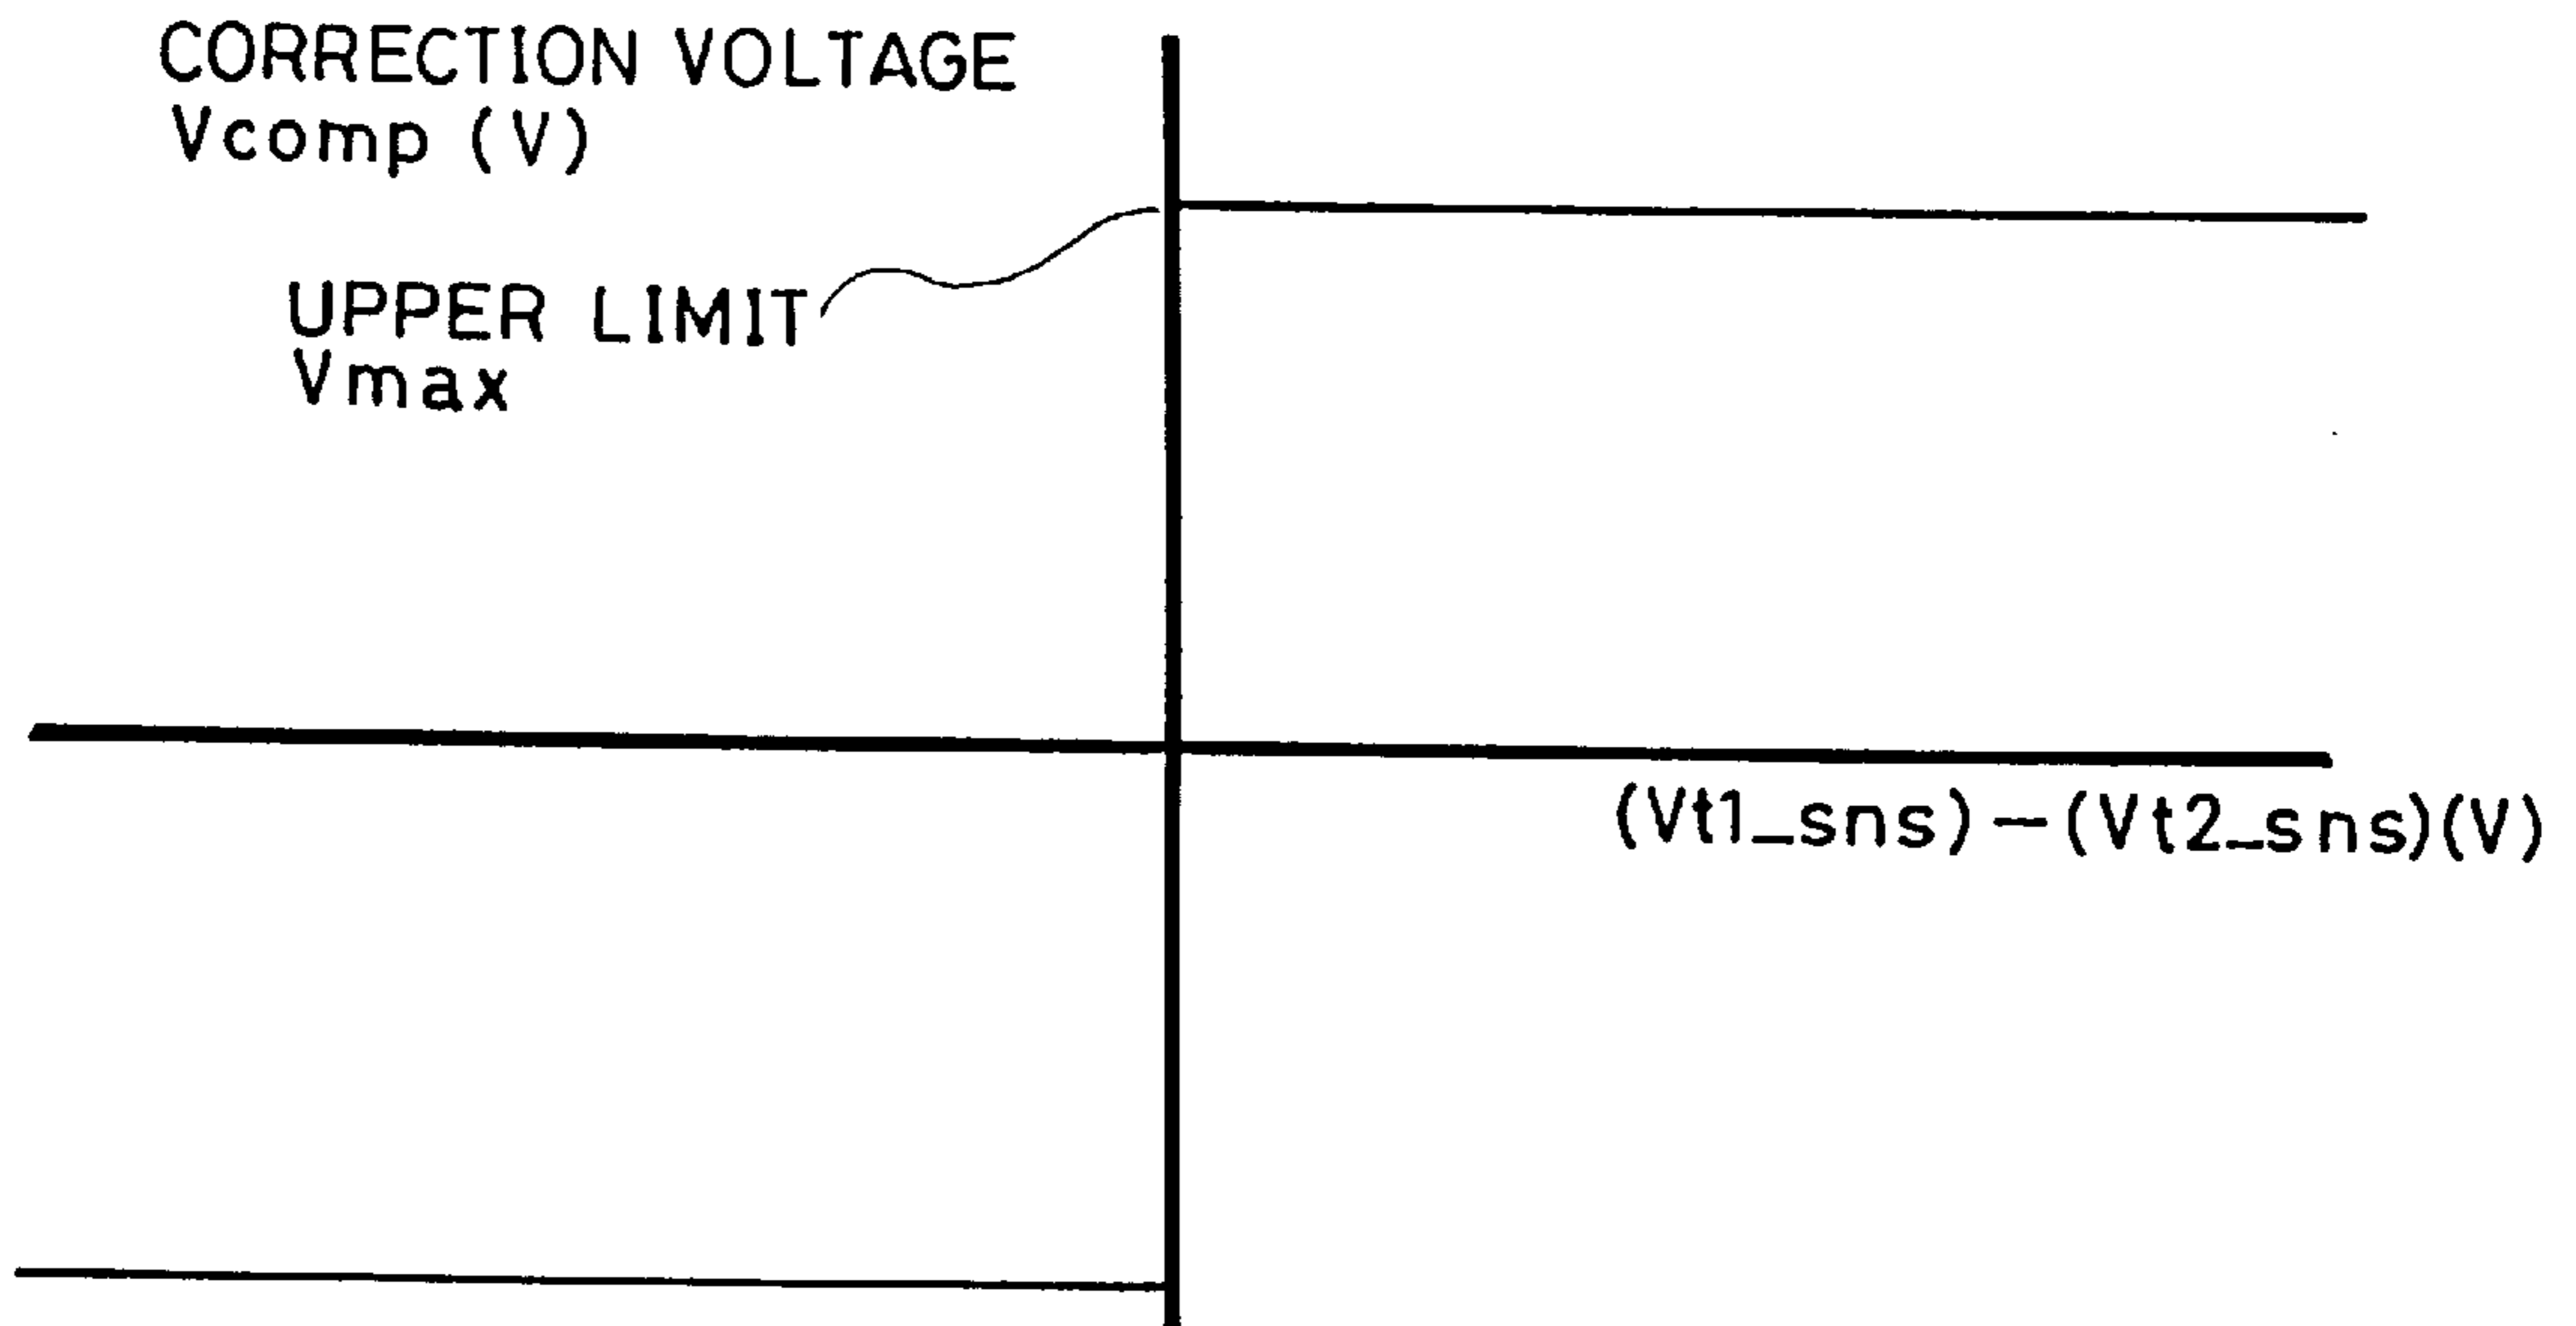 CORRECTION VOLTAGE
Vcomp (V)
UPPER LIMIT
Vmax
(Vt1_sns)-(Vt2_sns)(V)